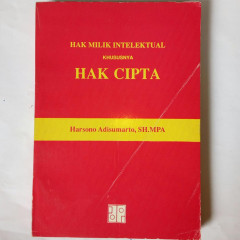 HAK MILIK INTELEKTUAL
KHUSUSNYA
HAK CIPTA
Harsono Adisumarto, SH.MPA